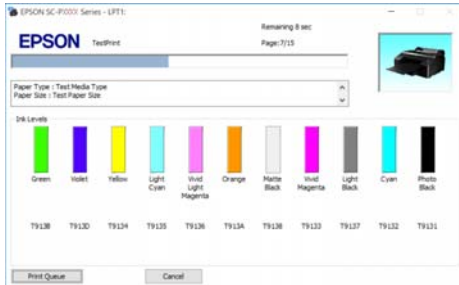 EPSON SC-PXXXX Series - LPT1:
EPSON
TestPrint
Remaining 8 sec
Page:7/15
Paper Type : Test Media Type
Paper Size : Test Paper Size
Ink Levels
Green
Violet
Yellow
Light Cyan
Vivid Light Magenta
Orange
Matte Black
Vivid Magenta
Light Black
Cyan
Photo Black
T913B T913D T9134 T9135 T9136 T913A T9138 T9133 T9137 T9132 T9131
Print Queue
Cancel